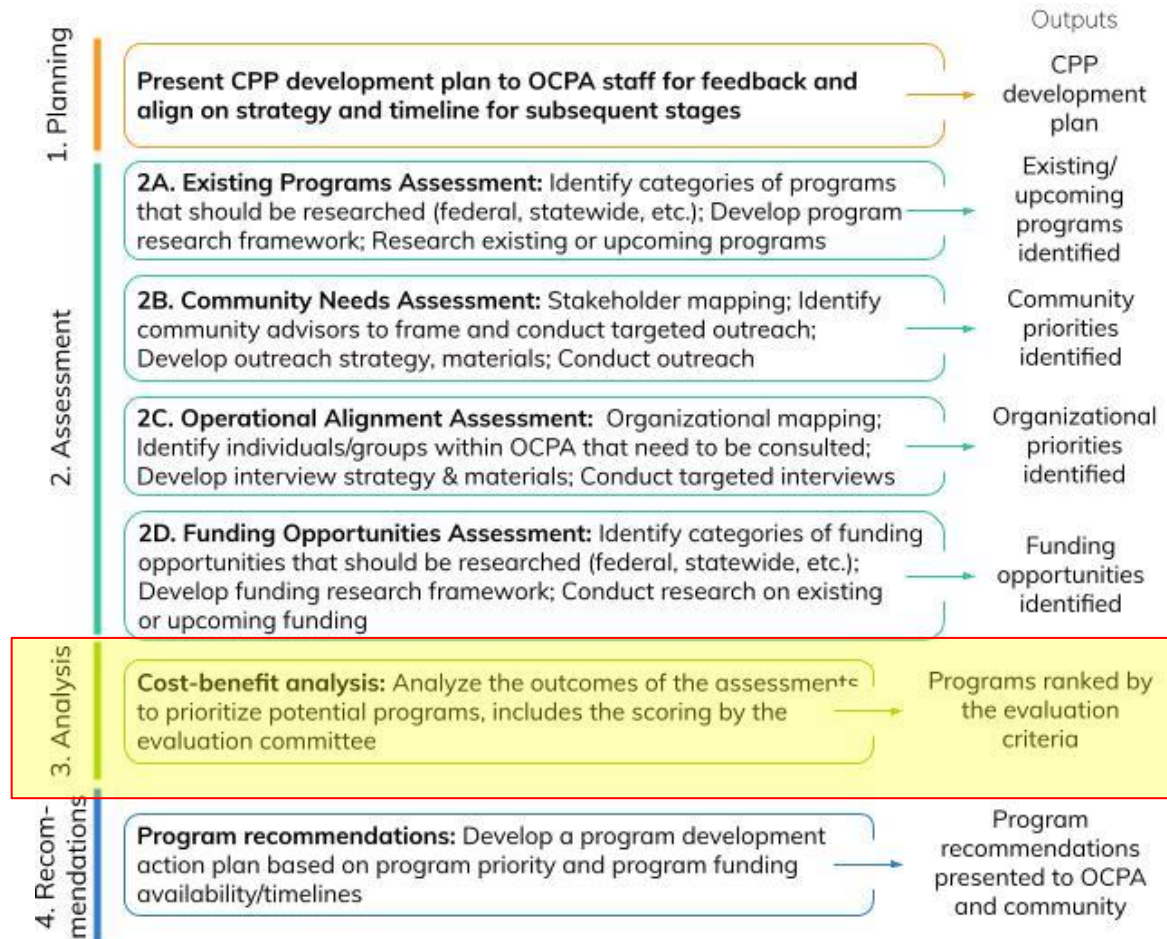 Outputs
1. Planning
Present CPP development plan to OCPA staff for feedback and
align on strategy and timeline for subsequent stages
CPP
development
plan
2. Assessment
2A. Existing Programs Assessment: Identify categories of programs
that should be researched (federal, statewide, etc.); Develop program
research framework; Research existing or upcoming programs
Existing/
upcoming
programs
identified
2B. Community Needs Assessment: Stakeholder mapping; Identify
community advisors to frame and conduct targeted outreach;
Develop outreach strategy, materials; Conduct outreach
Community
priorities
identified
2C. Operational Alignment Assessment: Organizational mapping;
Identify individuals/groups within OCPA that need to be consulted;
Develop interview strategy & materials; Conduct targeted interviews
Organizational
priorities
identified
2D. Funding Opportunities Assessment: Identify categories of funding
opportunities that should be researched (federal, statewide, etc.);
Develop funding research framework; Conduct research on existing
or upcoming funding
Funding
opportunities
identified
3. Analysis
Cost-benefit analysis: Analyze the outcomes of the assessments
to prioritize potential programs, includes the scoring by the
evaluation committee
Programs ranked by
the evaluation
criteria
4. Recom-
mendations
Program recommendations: Develop a program development
action plan based on program priority and program funding
availability/timelines
Program
recommendations
presented to OCPA
and community